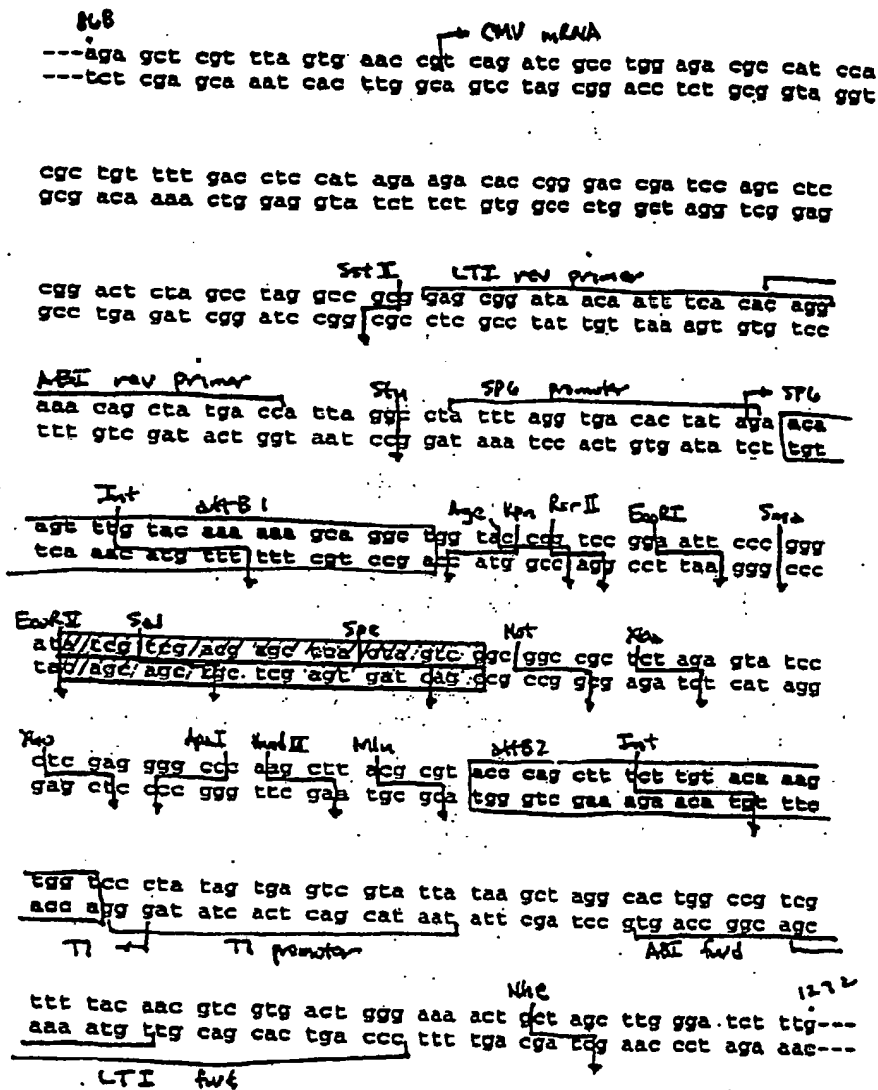 868 CMV mRNA
---aga gct cgt tta gtg aac cgt cag atc gcc tgg aga cgc cat cca
---tct cga gca aat cac ttg gca gtc tag cgg acc tct gcg gta ggt
cgc tgt ttt gac ctc cat aga aga cac cgg gac cga tcc agc ctc
gcg aca aaa ctg gag gta tct tct gtg gcc ctg gct agg tcg gag
Sst II LTI rev primer
cgg act cta gcc tag gcc gcg gag cgg ata aca att tca cac agg
gcc tga gat cgg atc cgg cgc ctc gcc tat tgt taa agt gtg tcc
ABI rev primer Stu SP6 promoter SP6
aaa cag cta tga cca tta ggc cta ttt agg tga cac tat aga aca
ttt gtc gat act ggt aat ccg gat aaa tcc act gtg ata tct tgt
Int attB1 Age Kpn RsrII EcoRI Sma
agt ttg tac aaa aaa gca ggc tgg tac cgg tcc gga att ccc ggg
tca aac atg ttt ttt cgt ccg acc atg gcc agg cct taa ggg ccc
EcoRV Sal Spe Not Xba
tcg tcg gtc ggc ggc cgc tct aga gta tcc
agc agc tcg agt gat cag ccg ccg gcg aga tct cat agg
Xho ApaI HindIII Mlu attB2 Int
ctc gag ggg ccc aag ctt acg cgt acc cag ctt tct tgt aca aag
gag ctc ccc ggg ttc gaa tgc gca tgg gtc gaa aga aca tgt ttc
tgg tcc cta tag tga gtc gta tta taa gct agg cac tgg ccg tcg
acc agg gat atc act cag cat aat att cga tcc gtg acc ggc agc
T7 T7 promoter ABI fwd
Nhe 1272
ttt tac aac gtc gtg act ggg aaa act gct agc ttg gga tct ttg---
aaa atg ttg cag cac tga ccc ttt tga cga tcg aac cct aga aac---
LTI fwd